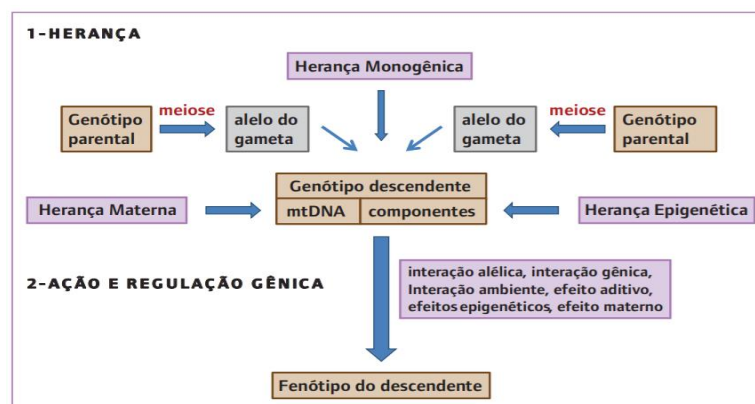 1-HERANÇA
Herança Monogênica
Genótipo
parental
meiose
alelo do
gameta
alelo do
gameta
meiose
Genótipo
parental
Genótipo descendente
mtDNA
componentes
Herança Materna
Herança Epigenética
2-AÇÃO E REGULAÇÃO GÊNICA
interação alélica, interação gênica,
Interação ambiente, efeito aditivo,
efeitos epigenéticos, efeito materno
Fenótipo do descendente